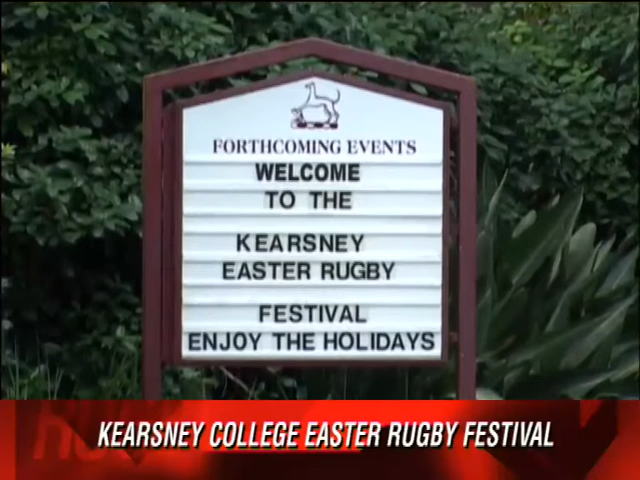 FORTHCOMING EVENTS
WELCOME
TO THE
KEARSNEY
EASTER RUGBY
FESTIVAL
ENJOY THE HOLIDAYS
KEARSNEY COLLEGE EASTER RUGBY FESTIVAL